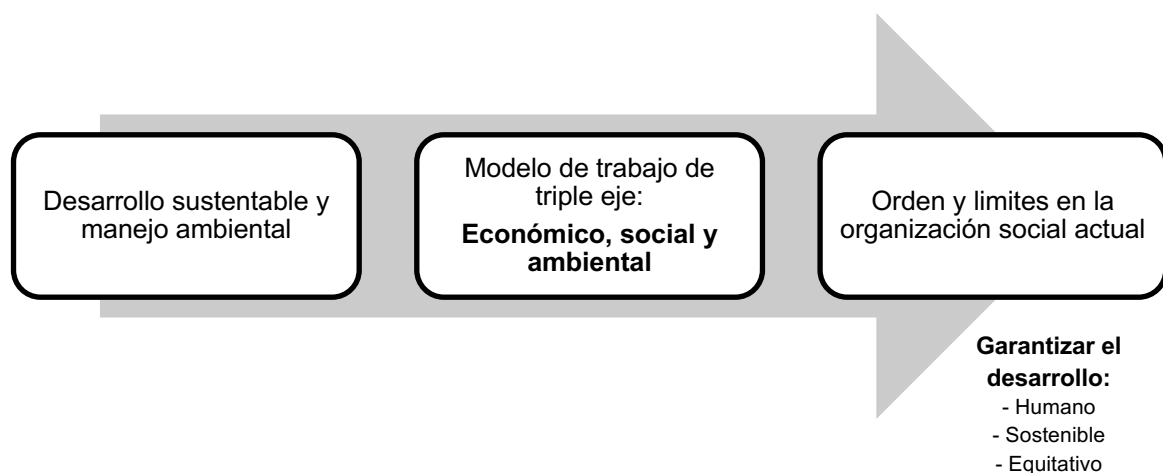 Desarrollo sustentable y
manejo ambiental
Modelo de trabajo de
triple eje:
Económico, social y
ambiental
Orden y limites en la
organización social actual
Garantizar el
desarrollo:
- Humano
- Sostenible
- Equitativo